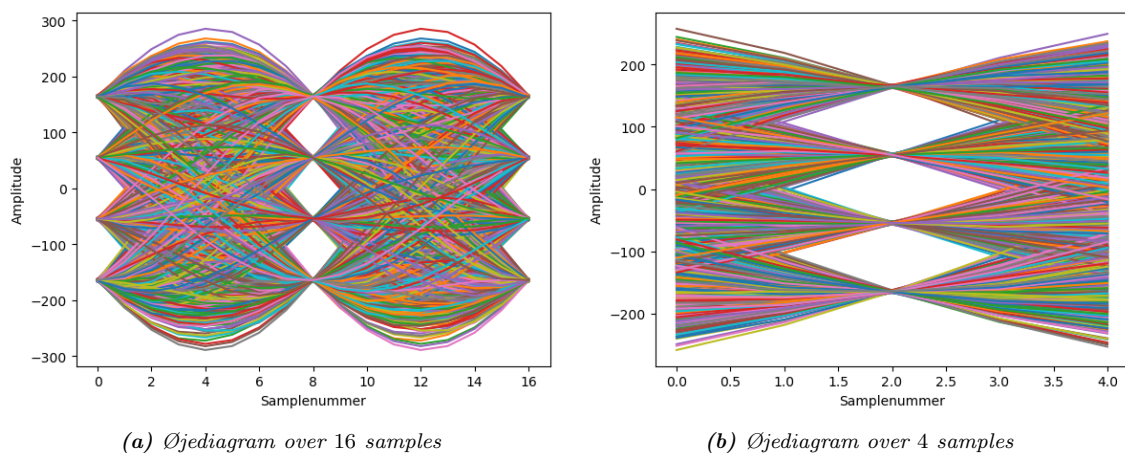 300
200
100
0
−100
−200
−300
Amplitude
0 2 4 6 8 10 12 14 16
Samplenummer
(a) Øjediagram over 16 samples
200
100
0
−100
−200
Amplitude
0.0 0.5 1.0 1.5 2.0 2.5 3.0 3.5 4.0
Samplenummer
(b) Øjediagram over 4 samples